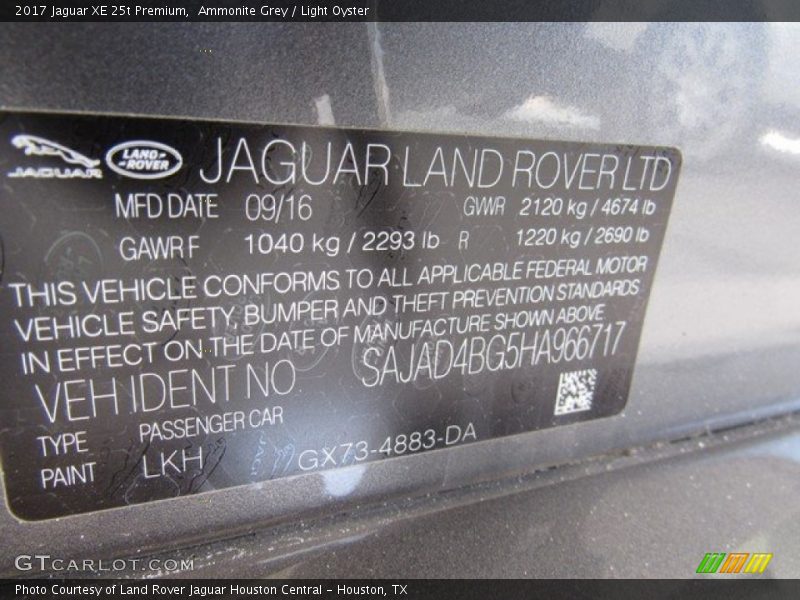 2017 Jaguar XE 25t Premium,  Ammonite Grey / Light Oyster
JAGUAR LAND-ROVER JAGUAR LAND ROVER LTD
MFD DATE 09/16 GVWR 2120 kg / 4674 lb
GAWR F 1040 kg / 2293 lb R 1220 kg / 2690 lb
THIS VEHICLE CONFORMS TO ALL APPLICABLE FEDERAL MOTOR
VEHICLE SAFETY, BUMPER AND THEFT PREVENTION STANDARDS
IN EFFECT ON THE DATE OF MANUFACTURE SHOWN ABOVE
VEH IDENT NO SAJAD4BG5HA966717
TYPE PASSENGER CAR
PAINT LKH GX73-4883-DA
GTCARLOT.COM
Photo Courtesy of Land Rover Jaguar Houston Central – Houston, TX